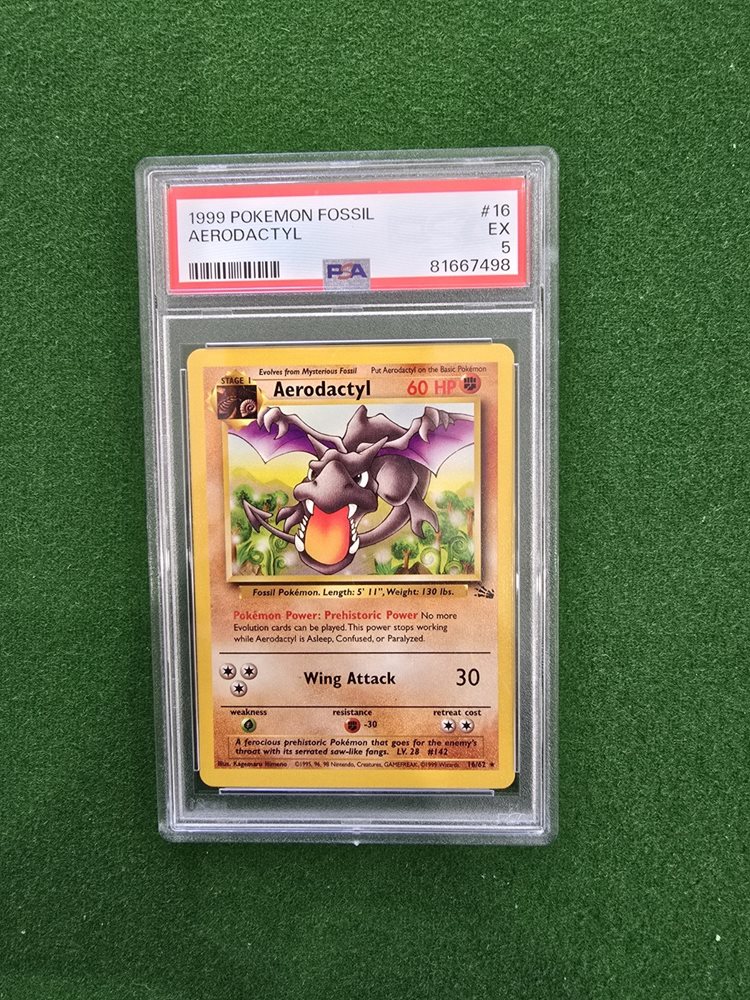 1999 POKEMON FOSSIL #16
AERODACTYL EX
5
PSA 81667498
STAGE 1
Evolves from Mysterious Fossil Put Aerodactyl on the Basic Pokémon
Aerodactyl 60 HP
Fossil Pokémon. Length: 5' 11", Weight: 130 lbs.
Pokémon Power: Prehistoric Power No more
Evolution cards can be played. This power stops working
while Aerodactyl is Asleep, Confused, or Paralyzed.
Wing Attack 30
weakness resistance retreat cost
-30
A ferocious prehistoric Pokémon that goes for the enemy's
throat with its serrated saw-like fangs. LV. 28 #142
Illus. Kagemaru Himeno ©1995, 96, 98 Nintendo, Creatures, GAMEFREAK. ©1999 Wizards. 16/62 ★